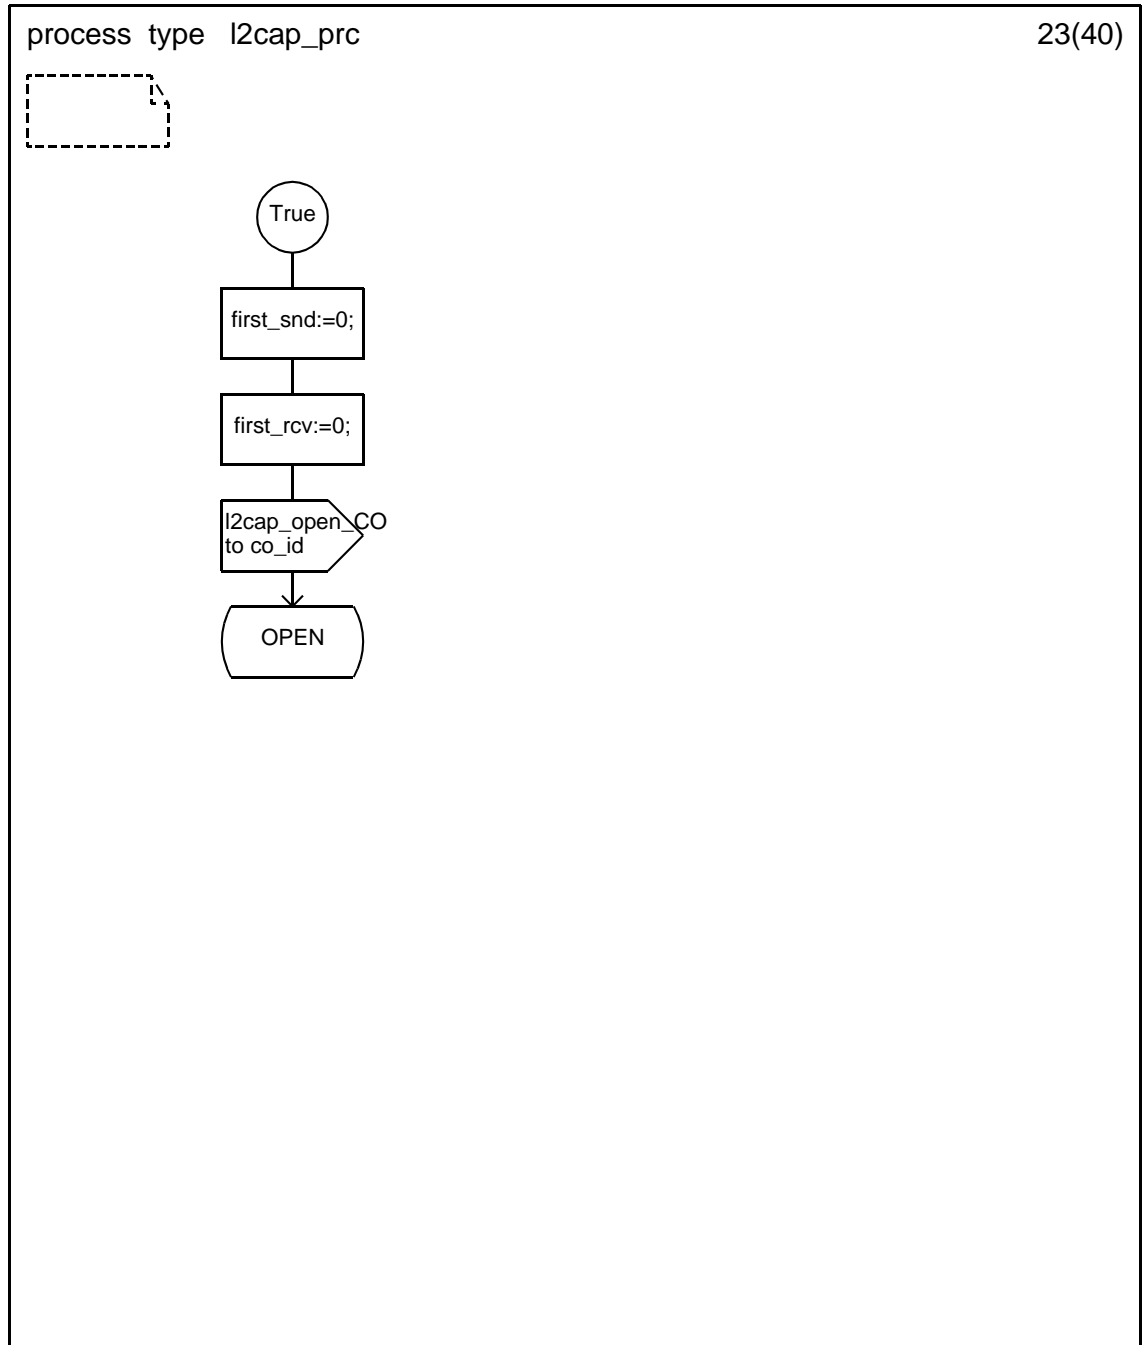 process type l2cap_prc
23(40)
True
first_snd:=0;
first_rcv:=0;
l2cap_open_CO
to co_id
OPEN